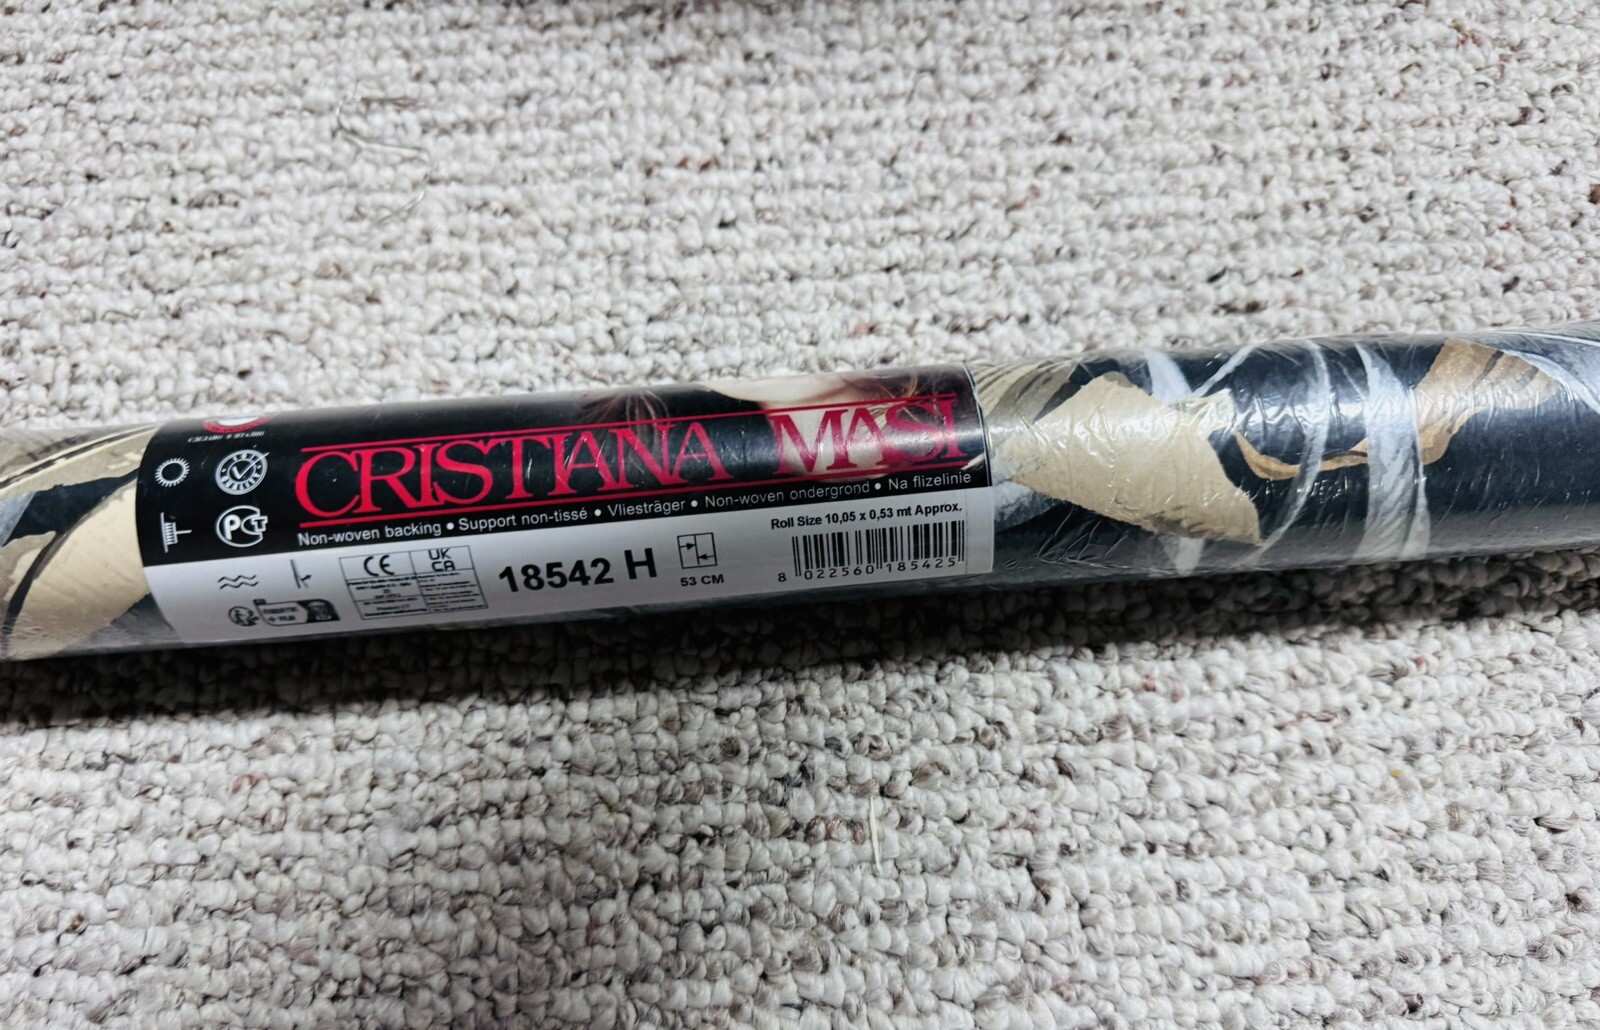 CRISTIANA MASI
Non-woven backing • Support non-tissé • Vliesträger • Non-woven ondergrond • Na flizelinie
Roll Size 10,05 x 0,53 mt Approx.
CE
UK
CA
18542 H
53 CM
8 022560 185425